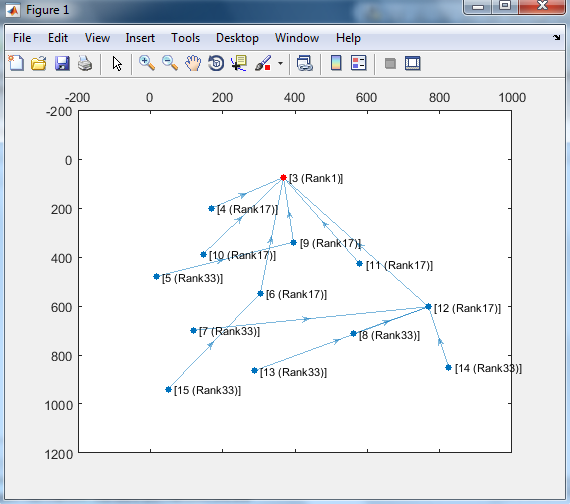 Figure 1
File Edit View Insert Tools Desktop Window Help
-200 0 200 400 600 800 1000
-200
0
[3 (Rank1)]
200
[4 (Rank17)]
[9 (Rank17)]
400
[10 (Rank17)]
[11 (Rank17)]
[5 (Rank33)]
[6 (Rank17)]
600
[12 (Rank17)]
[7 (Rank33)]
[8 (Rank33)]
800
[13 (Rank33)]
[14 (Rank33)]
[15 (Rank33)]
1000
1200